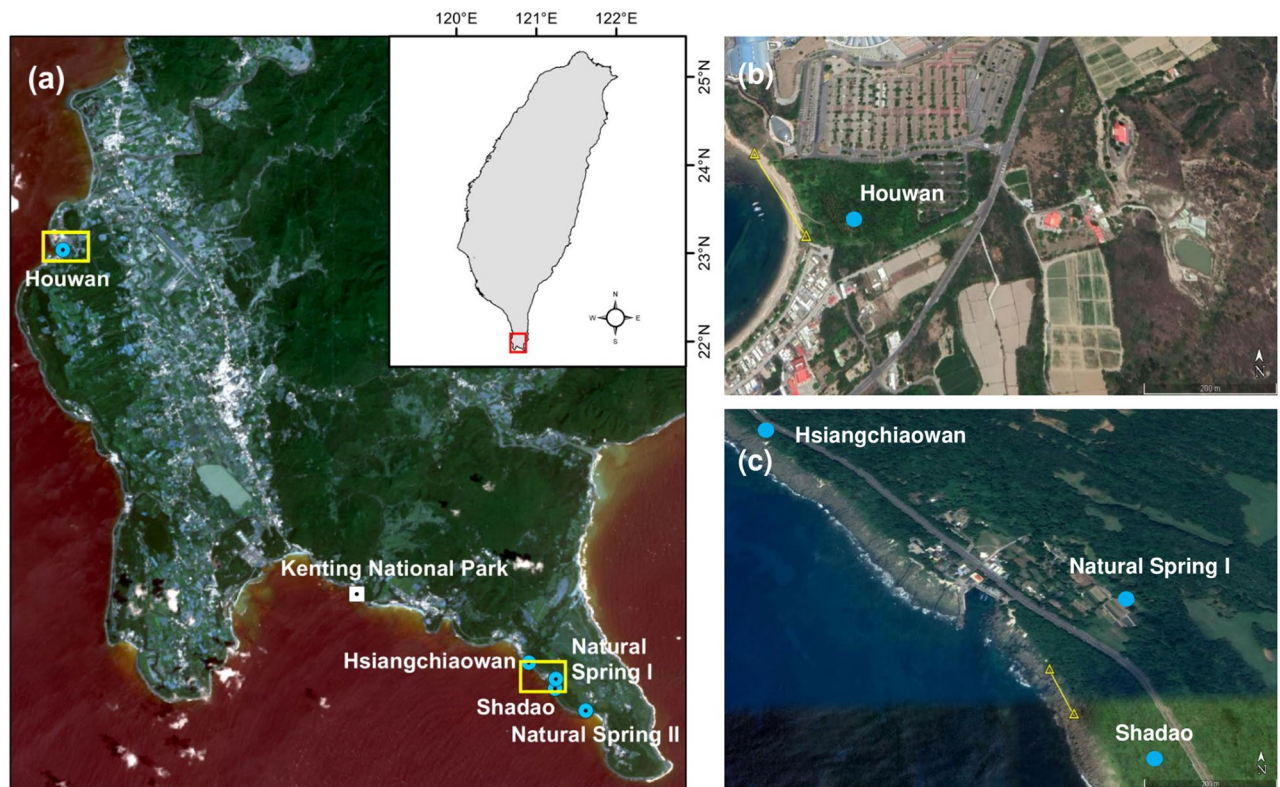 120°E 121°E 122°E
(a)
25°N
24°N
23°N
22°N
N
W E
S
Houwan
Kenting National Park
Hsiangchiaowan
Natural
Spring I
Shadao
Natural Spring II
(b)
Houwan
N
200 m
(c)
Hsiangchiaowan
Natural Spring I
Shadao
N
200 m